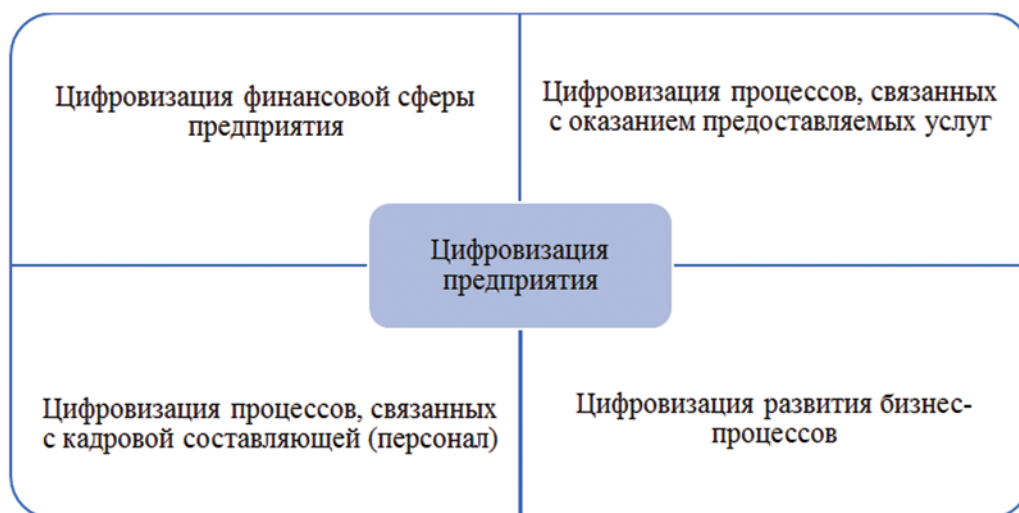 Цифровизация финансовой сферы
предприятия
Цифровизация процессов, связанных
с оказанием предоставляемых услуг
Цифровизация
предприятия
Цифровизация процессов, связанных
с кадровой составляющей (персонал)
Цифровизация развития бизнес-
процессов